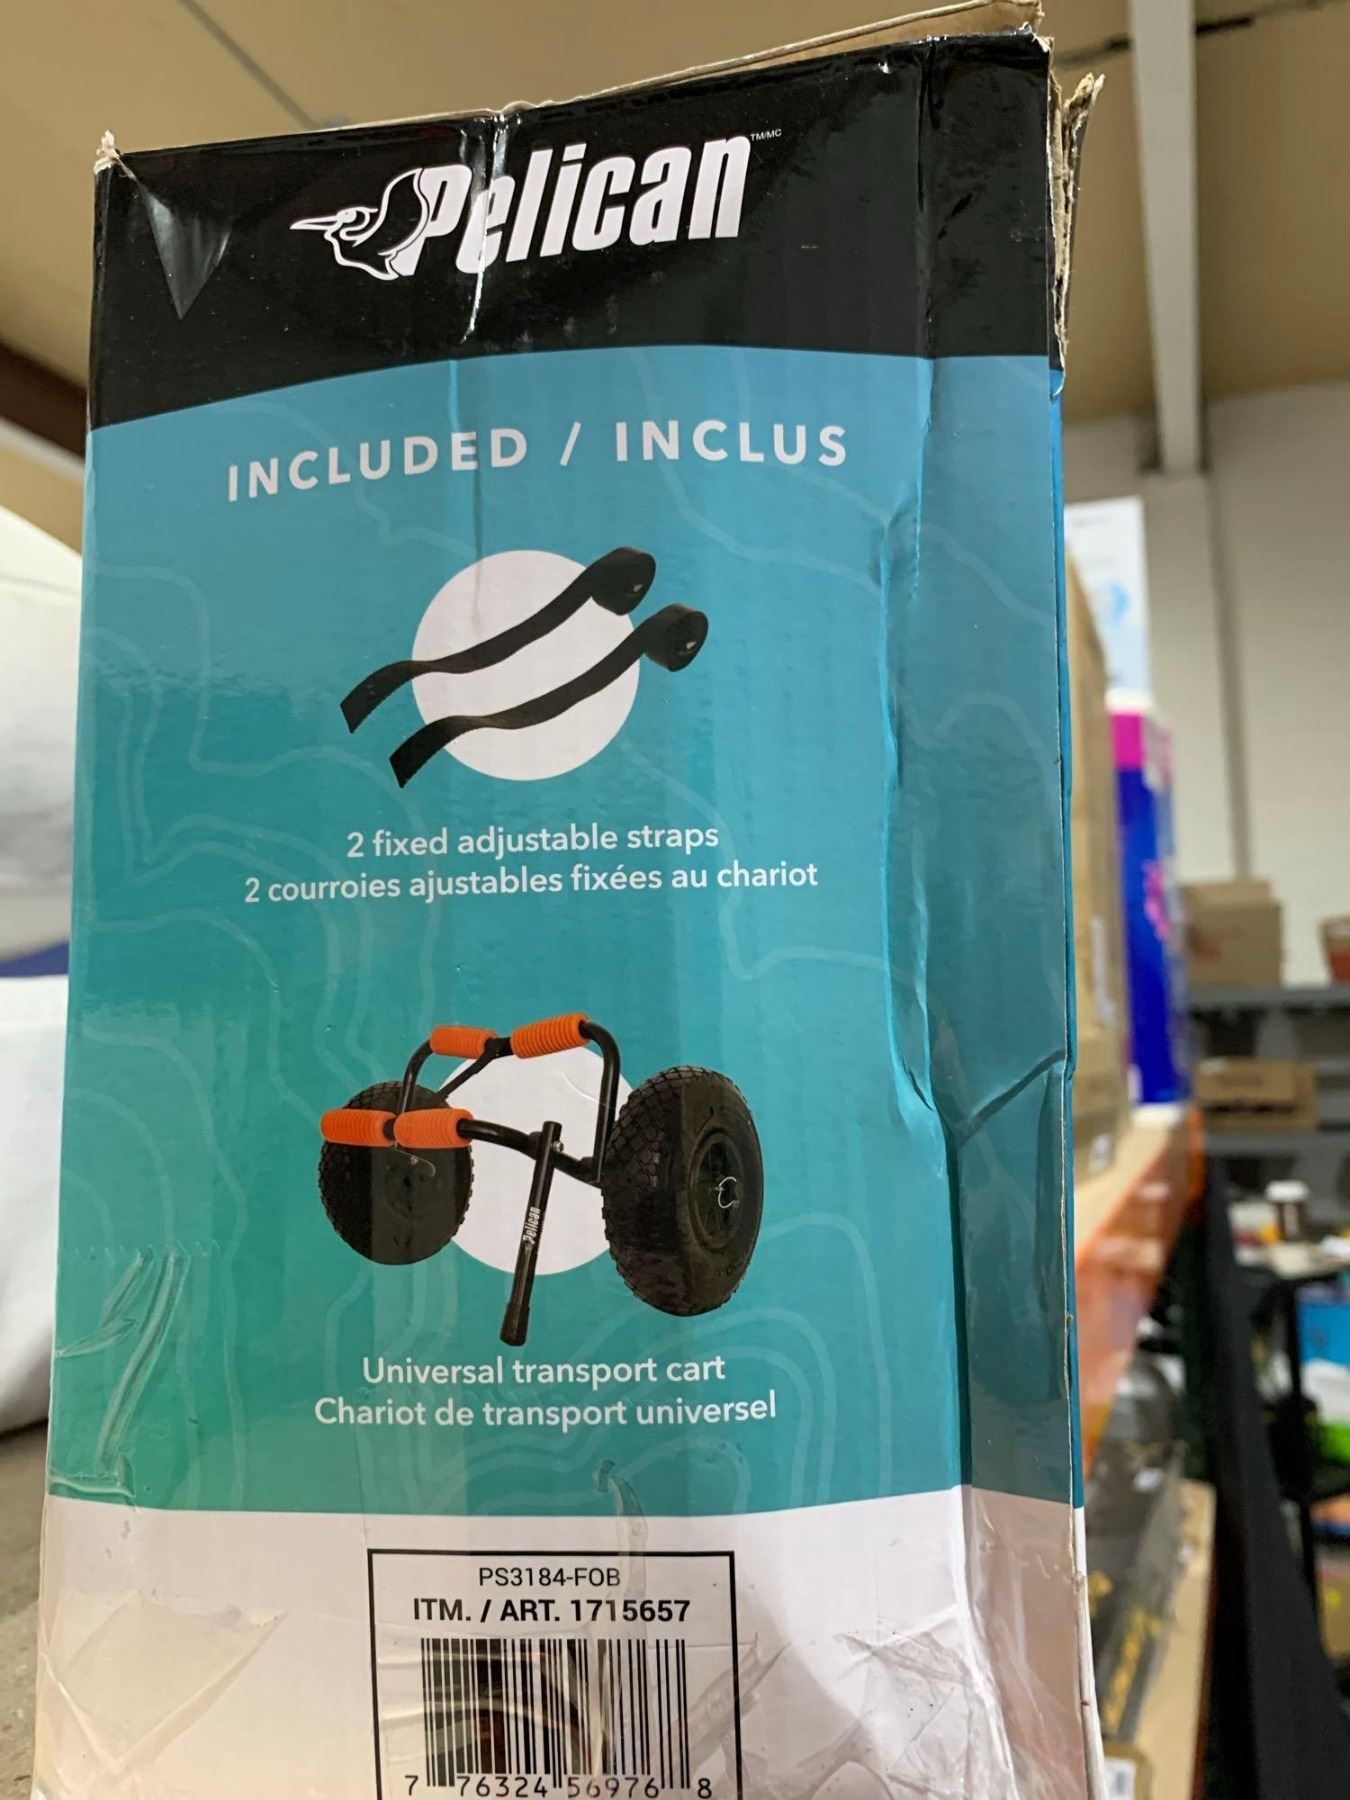 Pelican TM/MC
INCLUDED / INCLUS
2 fixed adjustable straps
2 courroies ajustables fixées au chariot
Pelican
Universal transport cart
Chariot de transport universel
PS3184-FOB
ITM. / ART. 1715657
7 76324 56976 8